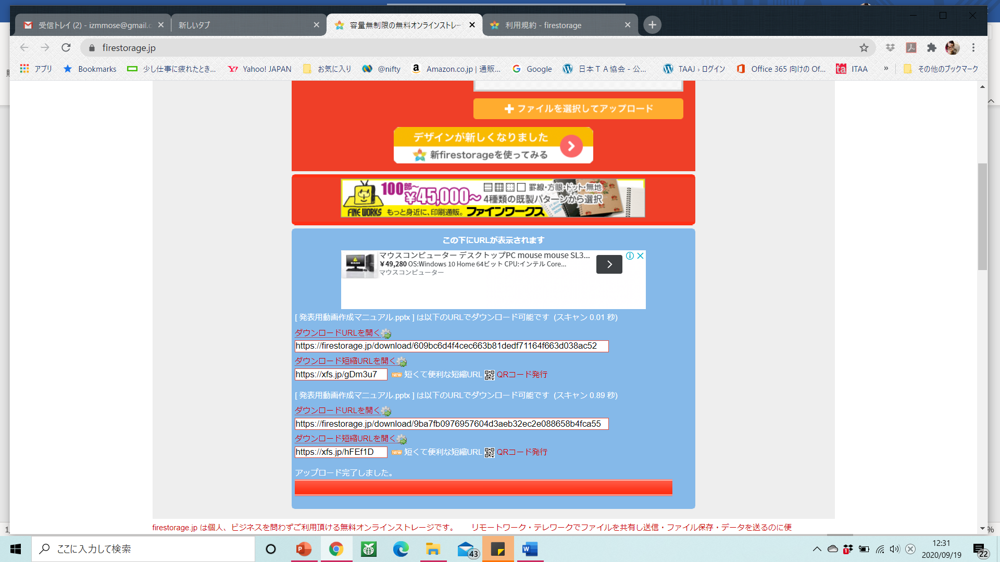 受信トレイ (2) - izmmose@gmail.c
新しいタブ
容量無制限の無料オンラインストレー
利用規約 - firestorage
firestorage.jp
アプリ
Bookmarks
少し仕事に疲れたとき...
Yahoo! JAPAN
お気に入り
@nifty
Amazon.co.jp | 通販...
Google
日本ＴＡ協会 - 公...
TAAJ › ログイン
Office 365 向けの Of...
ITAA
»
その他のブックマーク
ファイルを選択してアップロード
デザインが新しくなりました
新firestorageを使ってみる
100部〜
¥45,000〜
罫線・方眼・ドット・無地
4種類の既製パターンから選択
FINE WORKS
もっと身近に、印刷通販。ファインワークス
この下にURLが表示されます
マウスコンピューター デスクトップPC mouse mouse SL3...
¥49,280 OS:Windows 10 Home 64ビット CPU:インテル Core...
マウスコンピューター
[ 発表用動画作成マニュアル.pptx ] は以下のURLでダウンロード可能です (スキャン 0.01 秒)
ダウンロードURLを開く
https://firestorage.jp/download/609bc6d4f4cec663b81dedf71164f663d038ac52
ダウンロード短縮URLを開く
https://xfs.jp/gDm3u7 NEW 短くて便利な短縮URL QRコード発行
[ 発表用動画作成マニュアル.pptx ] は以下のURLでダウンロード可能です (スキャン 0.89 秒)
ダウンロードURLを開く
https://firestorage.jp/download/9ba7fb0976957604d3aeb32ec2e088658b4fca55
ダウンロード短縮URLを開く
https://xfs.jp/hFEf1D NEW 短くて便利な短縮URL QRコード発行
アップロード完了しました。
firestorage.jp は個人、ビジネスを問わずご利用頂ける無料オンラインストレージです。 リモートワーク・テレワークでファイルを共有し送信・ファイル保存・データを送るのに便
ここに入力して検索
43
12:31
2020/09/19
22